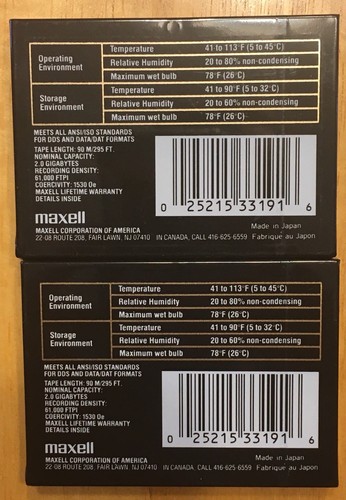 Operating Environment
Temperature 41 to 113°F (5 to 45°C)
Relative Humidity 20 to 80% non-condensing
Maximum wet bulb 78°F (26°C)
Storage Environment
Temperature 41 to 90°F (5 to 32°C)
Relative Humidity 20 to 60% non-condensing
Maximum wet bulb 78°F (26°C)
MEETS ALL ANSI/ISO STANDARDS
FOR DDS AND DATA/DAT FORMATS
TAPE LENGTH: 90 M/295 FT.
NOMINAL CAPACITY:
2.0 GIGABYTES
RECORDING DENSITY:
61,000 FTPI
COERCIVITY: 1530 Oe
MAXELL LIFETIME WARRANTY
DETAILS INSIDE
0 25215 33191 6
maxell
MAXELL CORPORATION OF AMERICA Made in Japan
22-08 ROUTE 208, FAIR LAWN, NJ 07410 IN CANADA, CALL 416-625-6559 Fabriqué au Japon
Operating Environment
Temperature 41 to 113°F (5 to 45°C)
Relative Humidity 20 to 80% non-condensing
Maximum wet bulb 78°F (26°C)
Storage Environment
Temperature 41 to 90°F (5 to 32°C)
Relative Humidity 20 to 60% non-condensing
Maximum wet bulb 78°F (26°C)
MEETS ALL ANSI/ISO STANDARDS
FOR DDS AND DATA/DAT FORMATS
TAPE LENGTH: 90 M/295 FT.
NOMINAL CAPACITY:
2.0 GIGABYTES
RECORDING DENSITY:
61,000 FTPI
COERCIVITY: 1530 Oe
MAXELL LIFETIME WARRANTY
DETAILS INSIDE
0 25215 33191 6
maxell
MAXELL CORPORATION OF AMERICA Made in Japan
22-08 ROUTE 208, FAIR LAWN, NJ 07410 IN CANADA, CALL 416-625-6559 Fabriqué au Japon